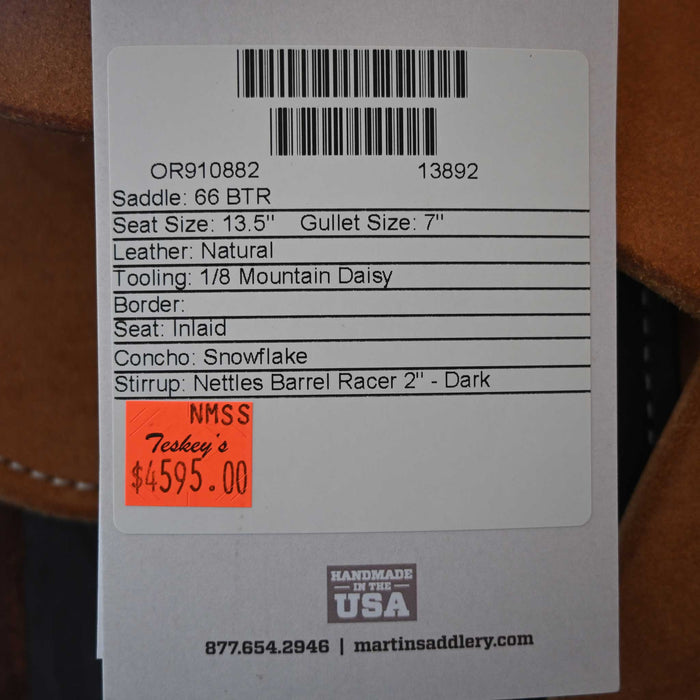 OR910882 13892
Saddle: 66 BTR
Seat Size: 13.5" Gullet Size: 7"
Leather: Natural
Tooling: 1/8 Mountain Daisy
Border:
Seat: Inlaid
Concho: Snowflake
Stirrup: Nettles Barrel Racer 2" - Dark
NMSS
Teskey's
$4595.00
HANDMADE
IN THE
USA
877.654.2946 | martinsaddlery.com